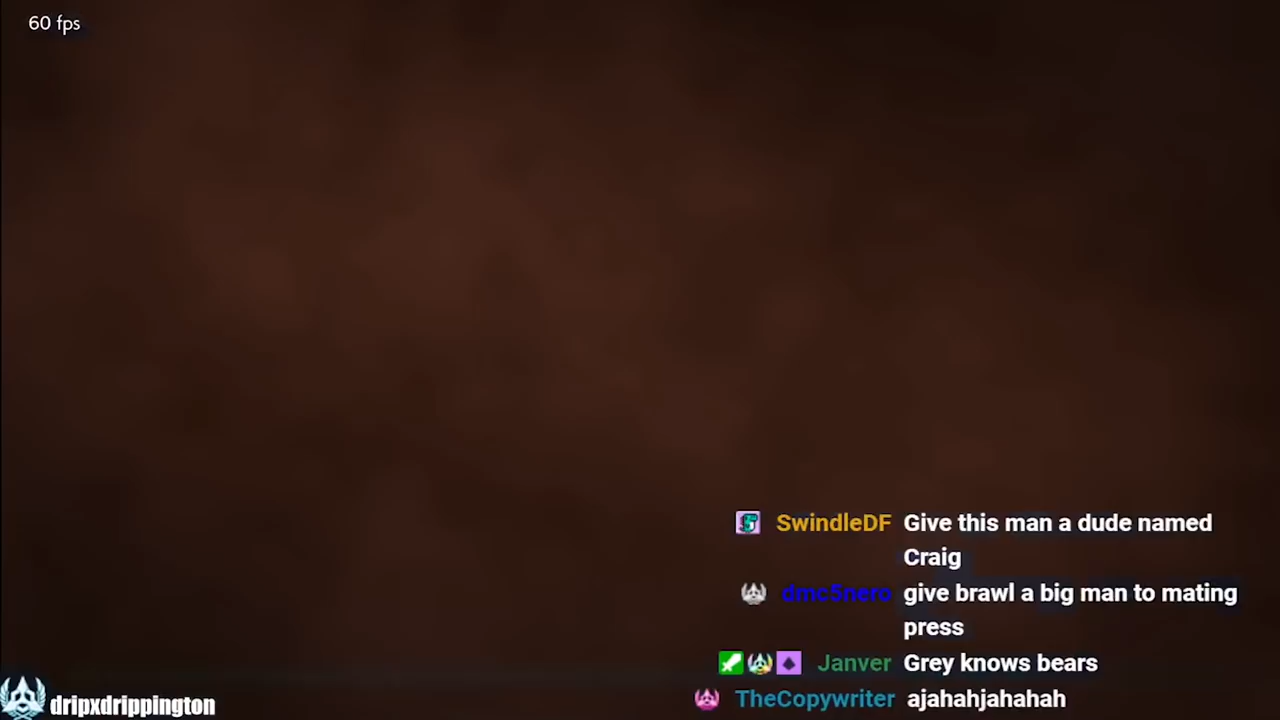 60 fps
SwindleDF Give this man a dude named
Craig
dmc5nero give brawl a big man to mating
press
Janver Grey knows bears
TheCopywriter ajahahjahahah
dripxdrippington